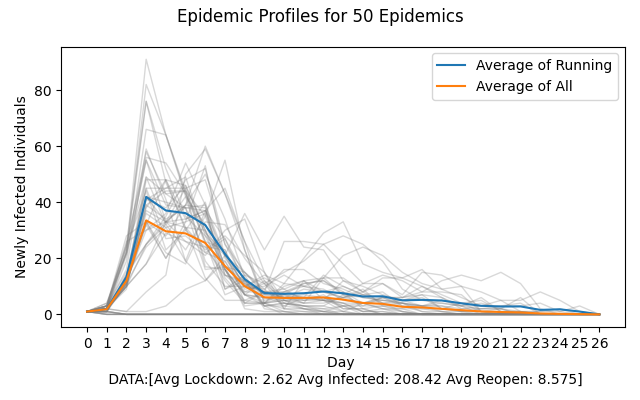 Epidemic Profiles for 50 Epidemics
Average of Running
Average of All
80
60
40
20
0
Newly Infected Individuals
0 1 2 3 4 5 6 7 8 9 10 11 12 13 14 15 16 17 18 19 20 21 22 23 24 25 26
Day
DATA:[Avg Lockdown: 2.62 Avg Infected: 208.42 Avg Reopen: 8.575]